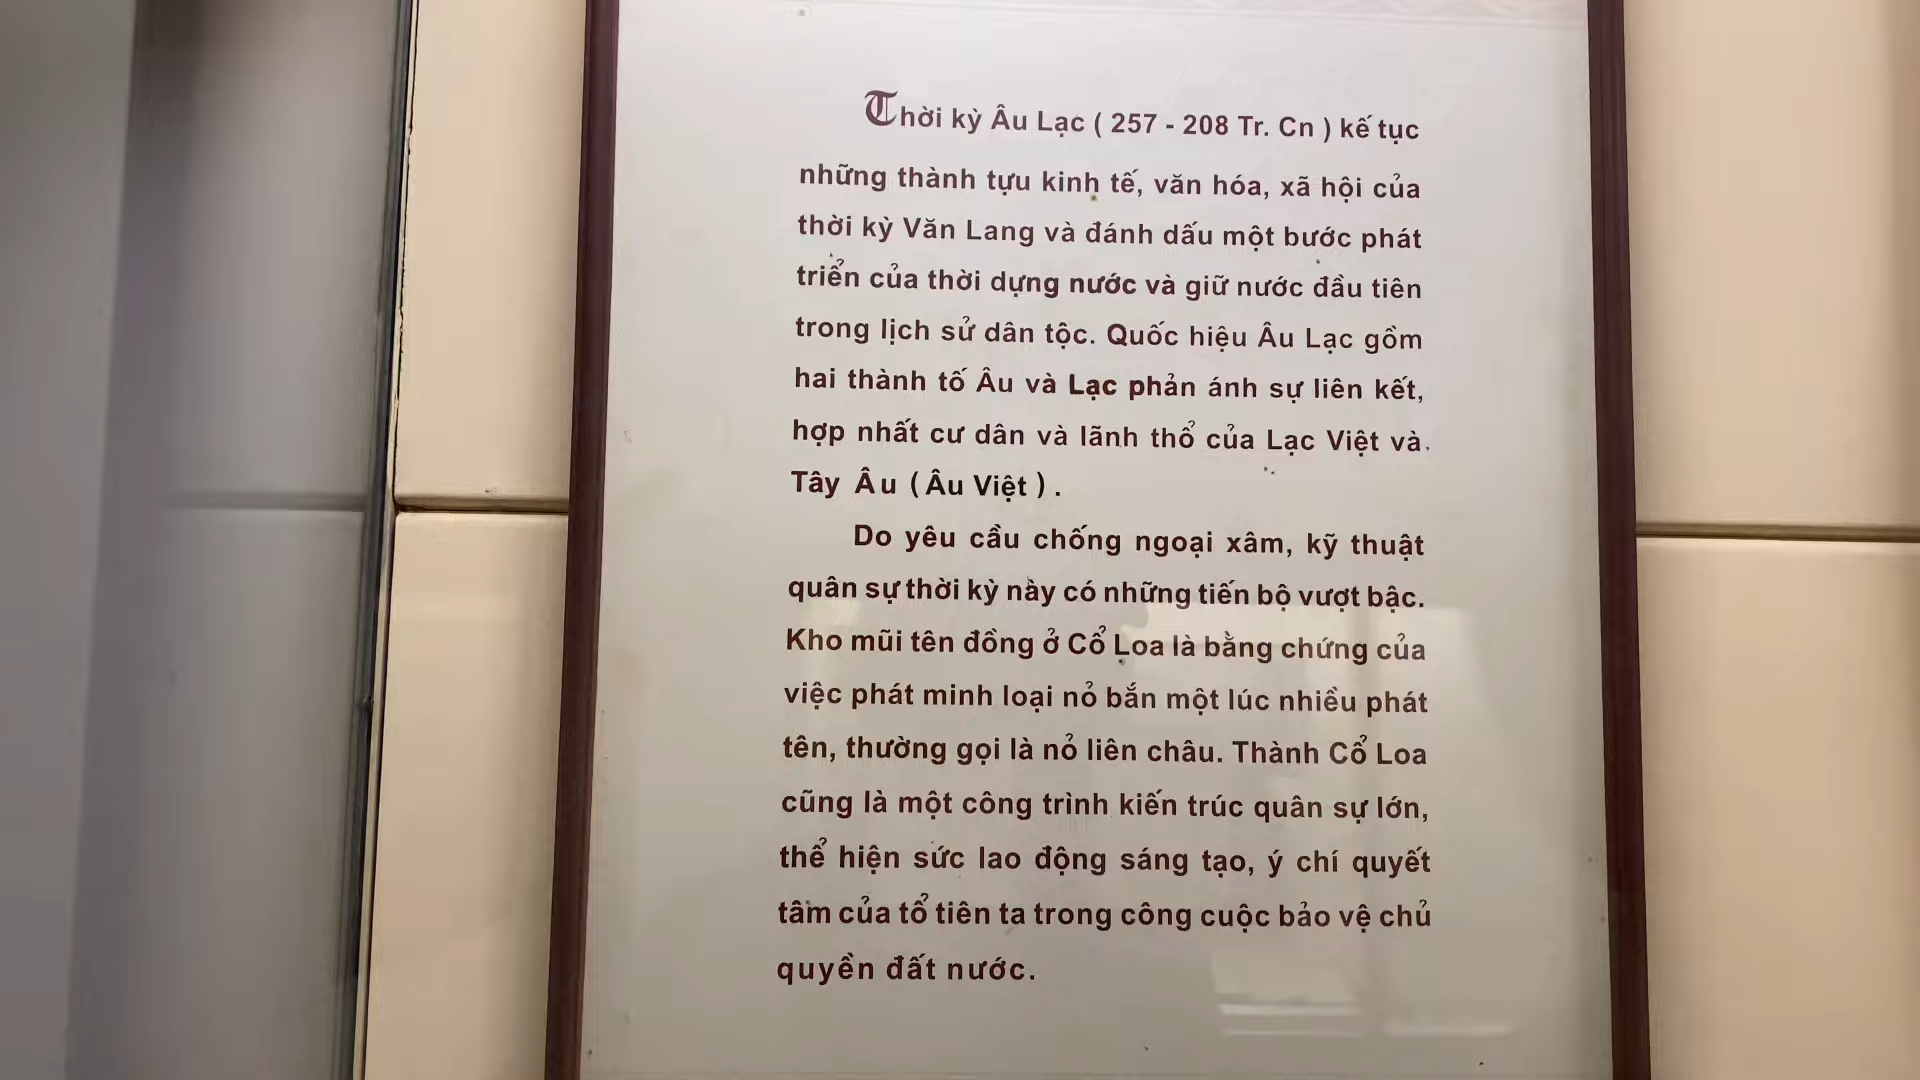 Thời kỳ Âu Lạc ( 257 - 208 Tr. Cn ) kế tục
những thành tựu kinh tế, văn hóa, xã hội của
thời kỳ Văn Lang và đánh dấu một bước phát
triển của thời dựng nước và giữ nước đầu tiên
trong lịch sử dân tộc. Quốc hiệu Âu Lạc gồm
hai thành tố Âu và Lạc phản ánh sự liên kết,
hợp nhất cư dân và lãnh thổ của Lạc Việt và
Tây Âu ( Âu Việt ) .
Do yêu cầu chống ngoại xâm, kỹ thuật
quân sự thời kỳ này có những tiến bộ vượt bậc.
Kho mũi tên đồng ở Cổ Loa là bằng chứng của
việc phát minh loại nỏ bắn một lúc nhiều phát
tên, thường gọi là nỏ liên châu. Thành Cổ Loa
cũng là một công trình kiến trúc quân sự lớn,
thể hiện sức lao động sáng tạo, ý chí quyết
tâm của tổ tiên ta trong công cuộc bảo vệ chủ
quyền đất nước.